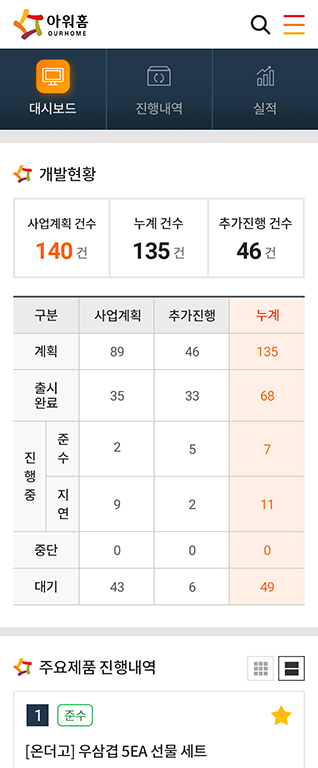 아워홈
OURHOME
대시보드 진행내역 실적
개발현황
사업계획 건수 누계 건수 추가진행 건수
140 건 135 건 46 건
구분 사업계획 추가진행 누계
계획 89 46 135
출시
완료 35 33 68
진행중 준수 2 5 7
지연 9 2 11
중단 0 0 0
대기 43 6 49
주요제품 진행내역
1 준수
[온더고] 우삼겹 5EA 선물 세트